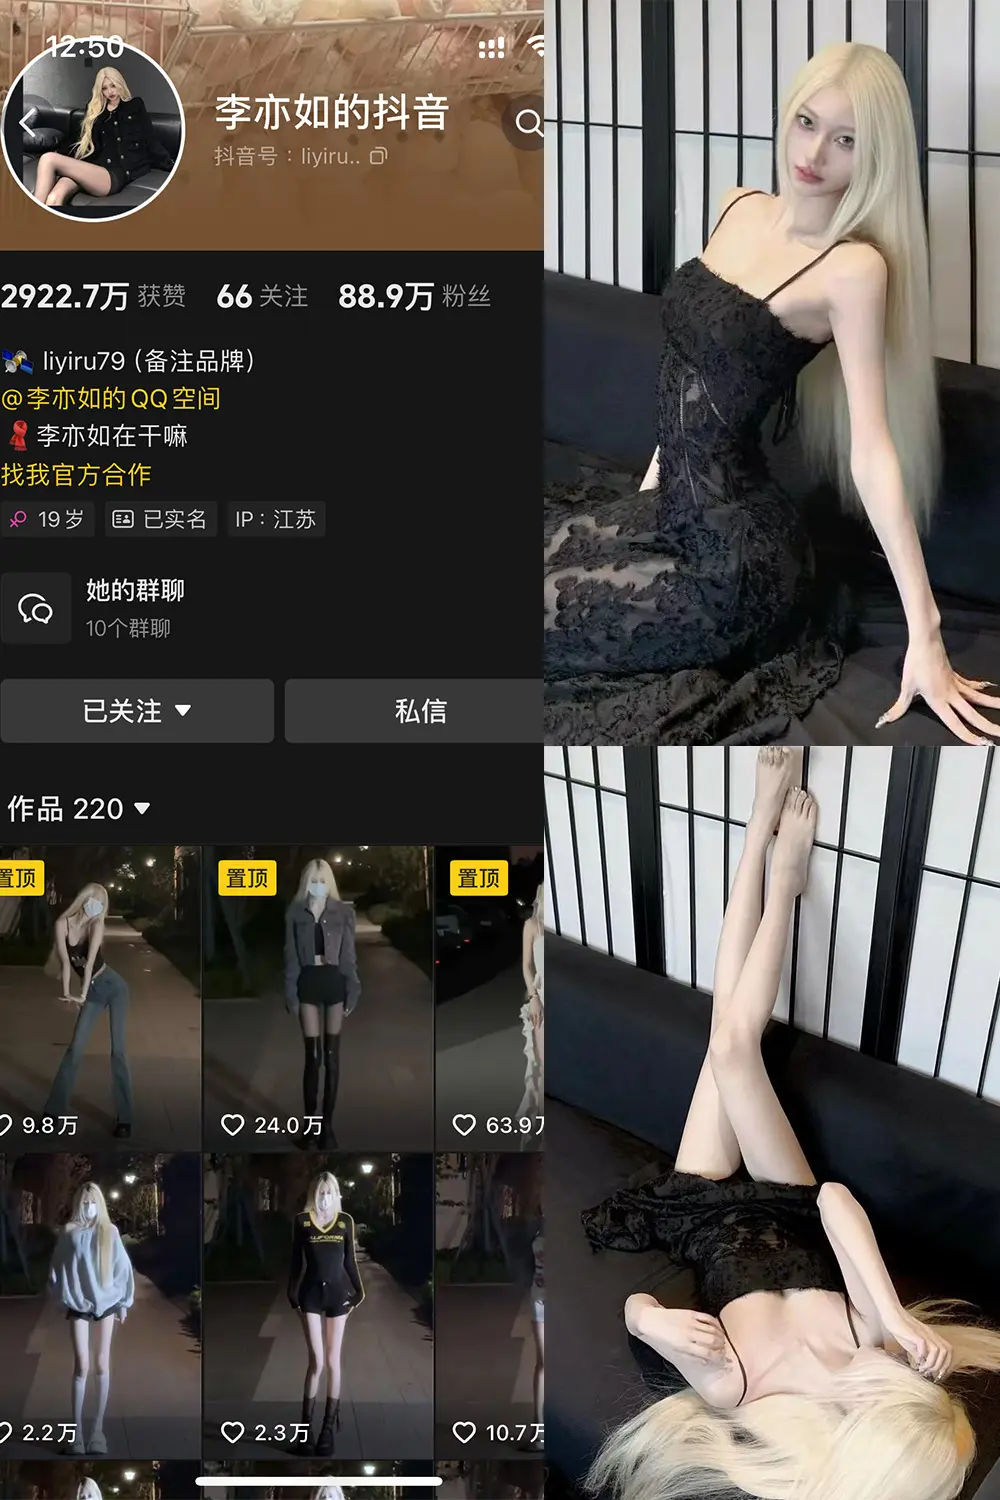 12:50
李亦如的抖音
抖音号：liyiru..
2922.7万 获赞 66 关注 88.9万 粉丝
liyiru79（备注品牌）
@李亦如的QQ空间
李亦如在干嘛
找我官方合作
19岁 已实名 IP：江苏
她的群聊
10个群聊
已关注 私信
作品 220
置顶 置顶 置顶
9.8万 24.0万 63.9万
2.2万 2.3万 10.7万